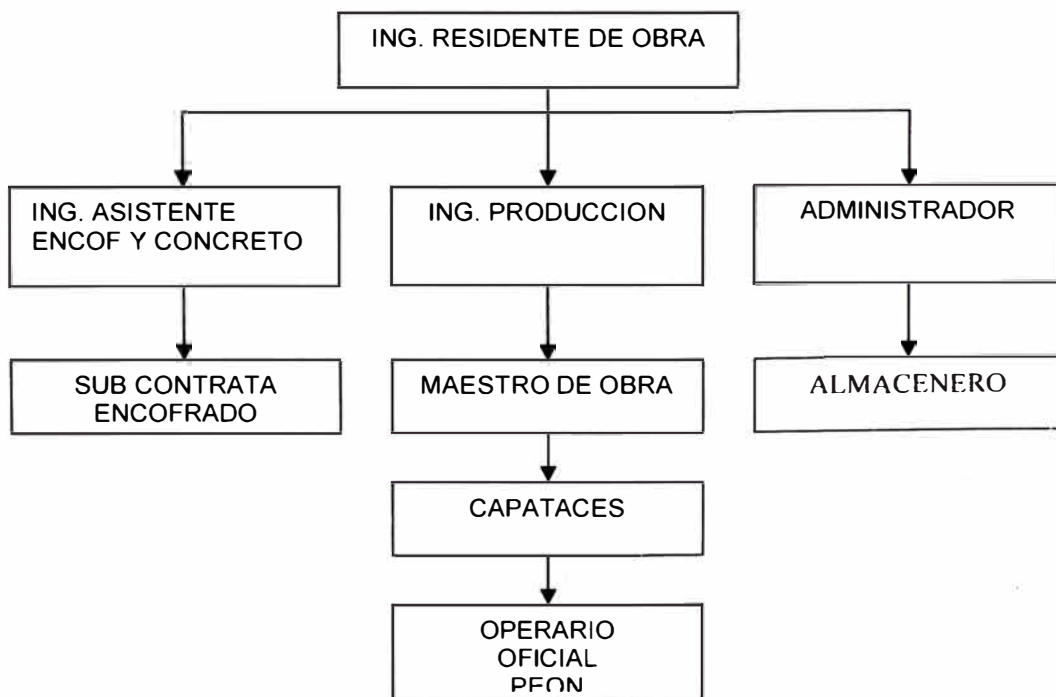 ING. RESIDENTE DE OBRA
ING. ASISTENTE
ENCOF Y CONCRETO
ING. PRODUCCION
ADMINISTRADOR
SUB CONTRATA
ENCOFRADO
MAESTRO DE OBRA
ALMACENERO
CAPATACES
OPERARIO
OFICIAL
PEON